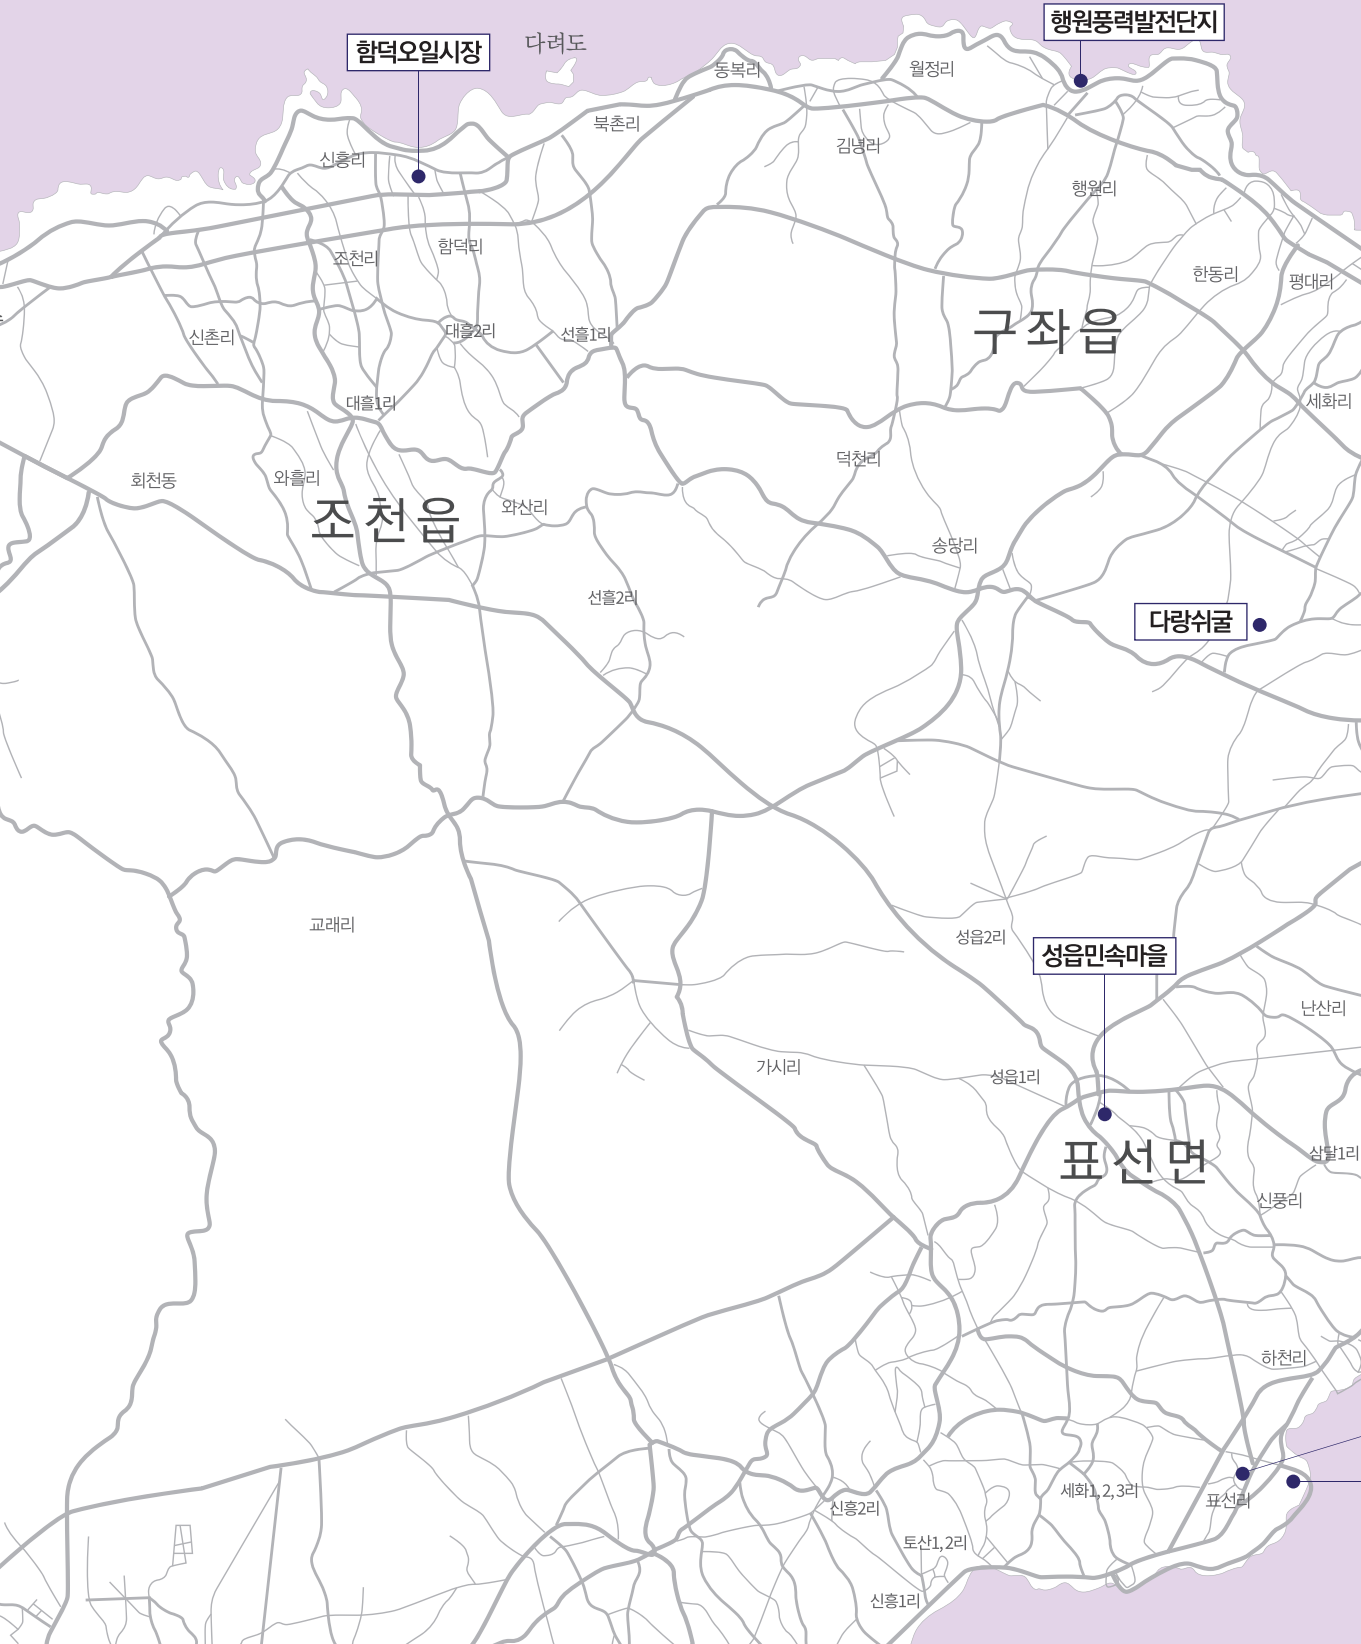 행원풍력발전단지
함덕오일시장
다려도
동복리
월정리
북촌리
김녕리
신흥리
행원리
함덕리
조천리
한동리
평대리
신촌리
대흘2리
선흘1리
구좌읍
대흘1리
세화리
덕천리
회천동
와흘리
와산리
조천읍
송당리
선흘2리
다랑쉬굴
교래리
성읍2리
성읍민속마을
난산리
가시리
성읍1리
표선면
삼달1리
신풍리
하천리
세화1,2,3리
표선리
신흥2리
토산1,2리
신흥1리